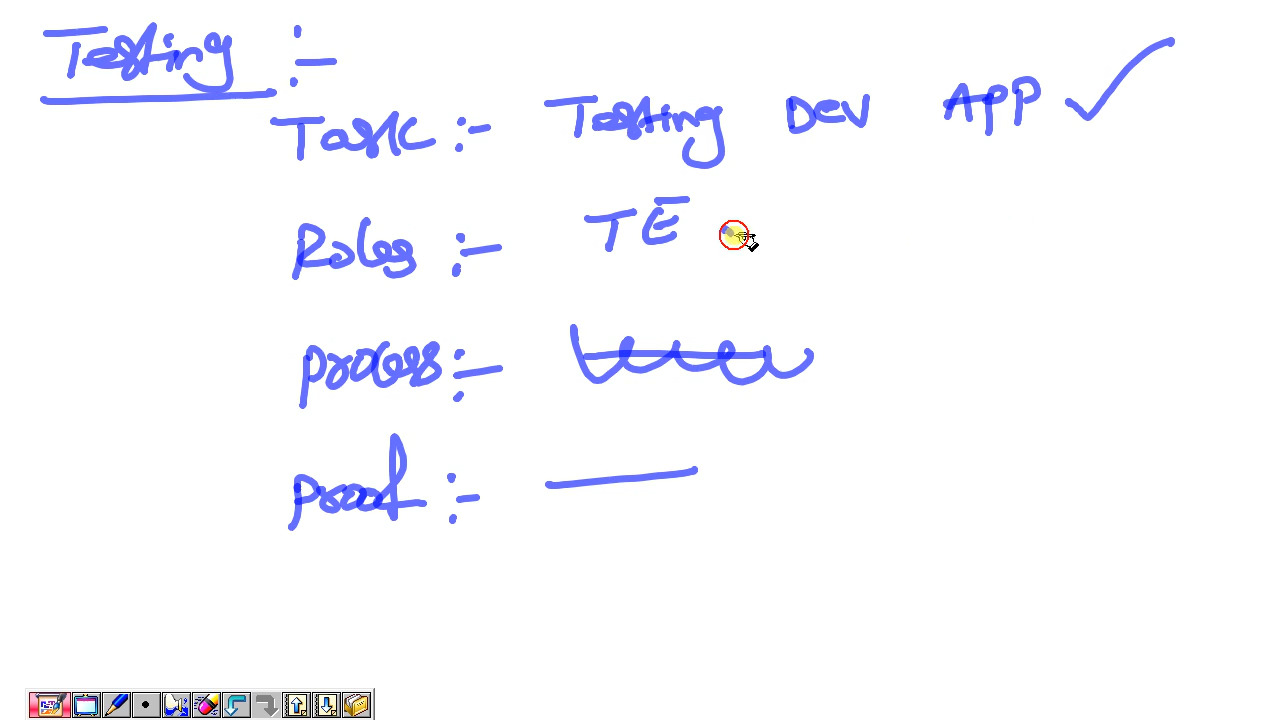 Testing :-
Task :- Testing Dev APP
Roles :- TE
process :-
proof :-